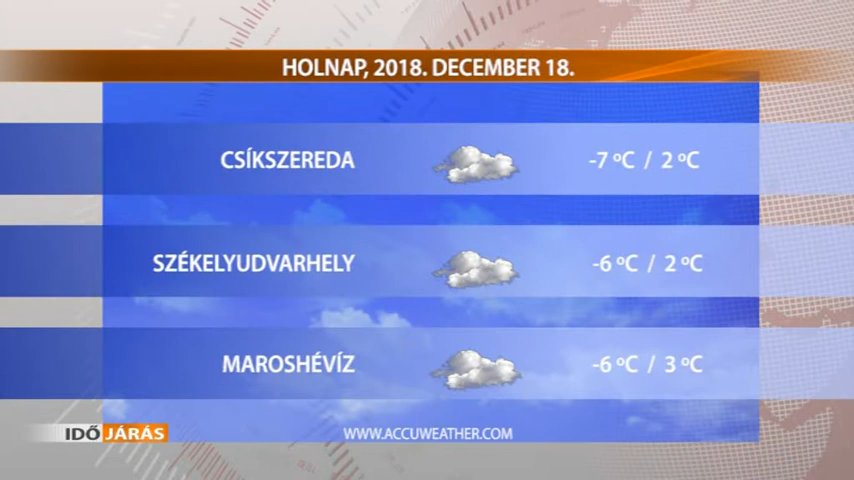 HOLNAP, 2018. DECEMBER 18.
CSÍKSZEREDA -7 ºC / 2 ºC
SZÉKELYUDVARHELY -6 ºC / 2 ºC
MAROSHÉVÍZ -6 ºC / 3 ºC
IDŐJÁRÁS WWW.ACCUWEATHER.COM